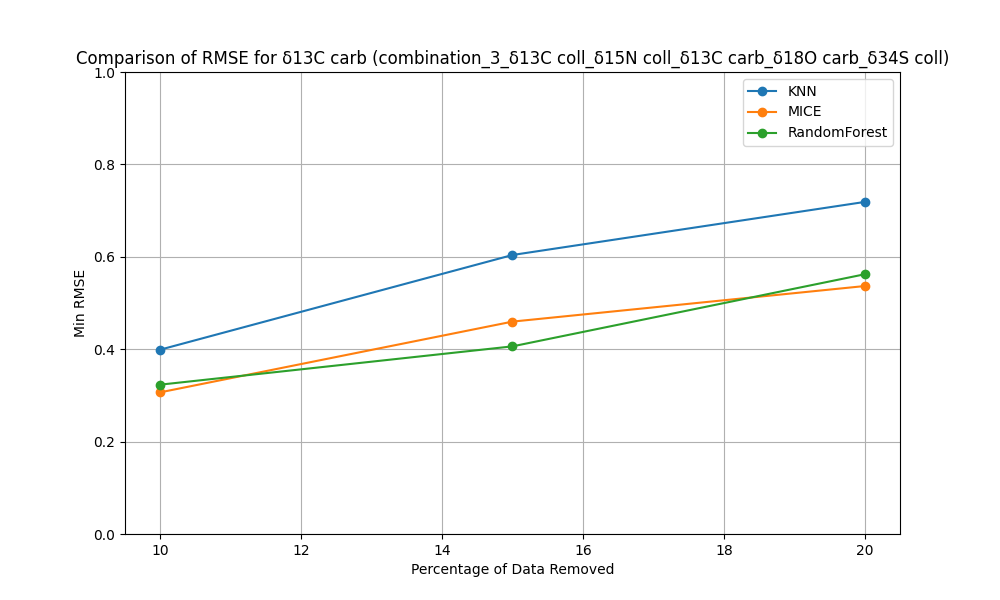 Comparison of RMSE for δ13C carb (combination_3_δ13C coll_δ15N coll_δ13C carb_δ18O carb_δ34S coll)
KNN
MICE
RandomForest
Min RMSE
1.0
0.8
0.6
0.4
0.2
0.0
10 12 14 16 18 20
Percentage of Data Removed